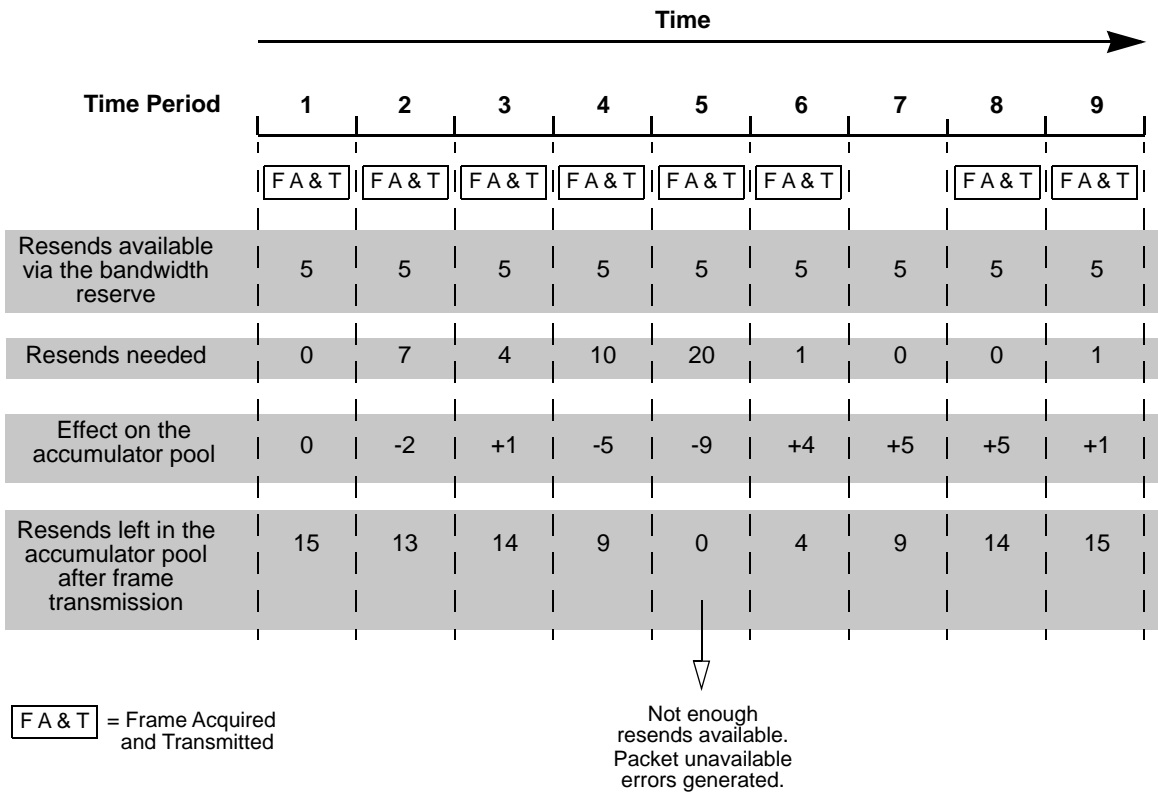 Time
Time Period 1 2 3 4 5 6 7 8 9
F A & T F A & T F A & T F A & T F A & T F A & T F A & T F A & T
Resends available
via the bandwidth
reserve
5 5 5 5 5 5 5 5 5
Resends needed 0 7 4 10 20 1 0 0 1
Effect on the
accumulator pool
0 -2 +1 -5 -9 +4 +5 +5 +1
Resends left in the
accumulator pool
after frame
transmission
15 13 14 9 0 4 9 14 15
F A & T = Frame Acquired
and Transmitted
Not enough
resends available.
Packet unavailable
errors generated.